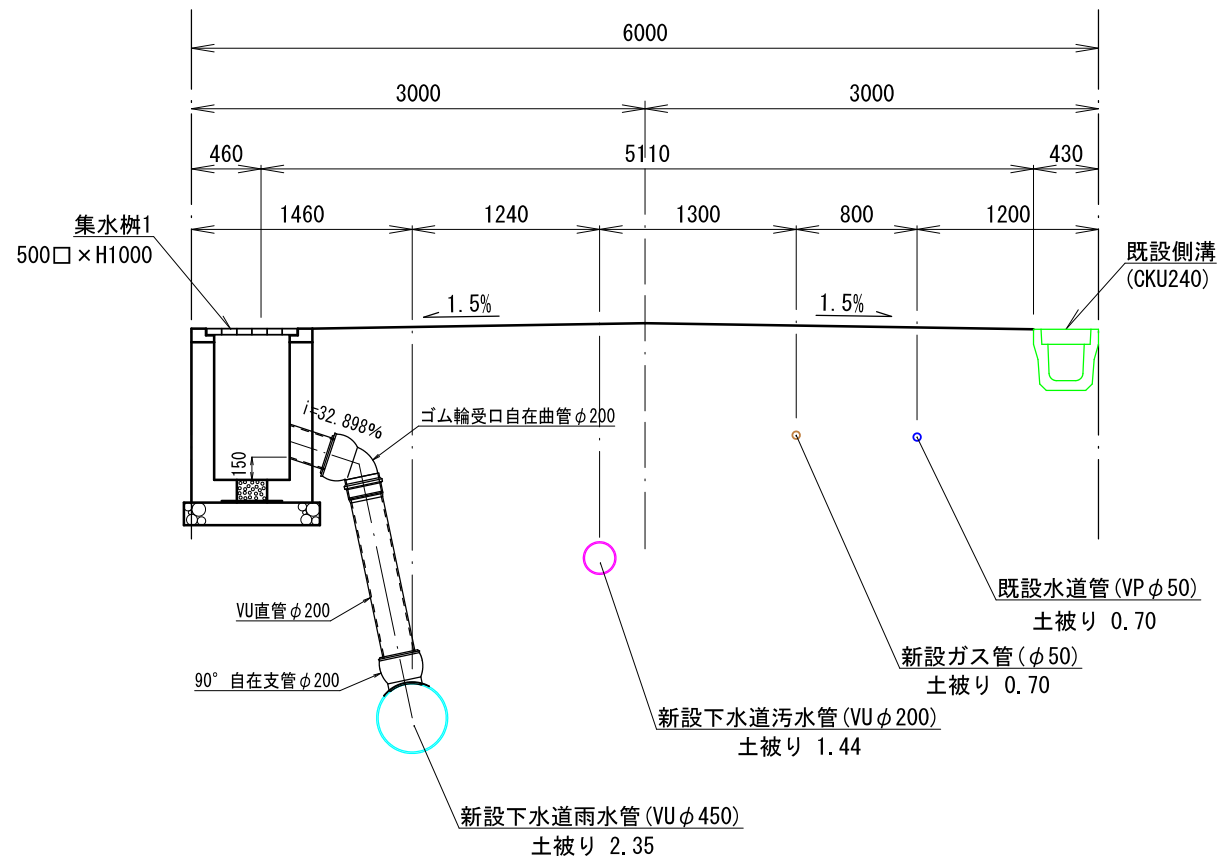 6000
3000
3000
460
5110
430
1460
1240
1300
800
1200
集水桝1
500□×H1000
既設側溝
(CKU240)
1.5%
1.5%
i=32.898%
ゴム輪受口自在曲管φ200
150
VU直管φ200
90°自在支管φ200
既設水道管(VPφ50)
土被り 0.70
新設ガス管(φ50)
土被り 0.70
新設下水道汚水管(VUφ200)
土被り 1.44
新設下水道雨水管(VUφ450)
土被り 2.35